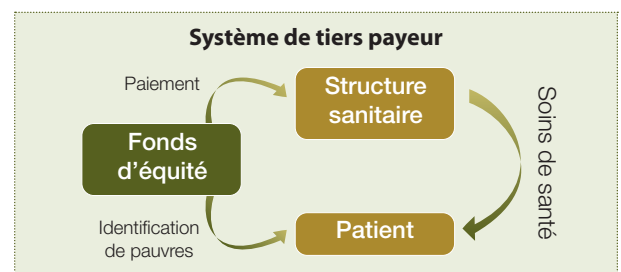 Système de tiers payeur
Paiement
Structure
sanitaire
Fonds
d'équité
Soins de santé
Identification
de pauvres
Patient